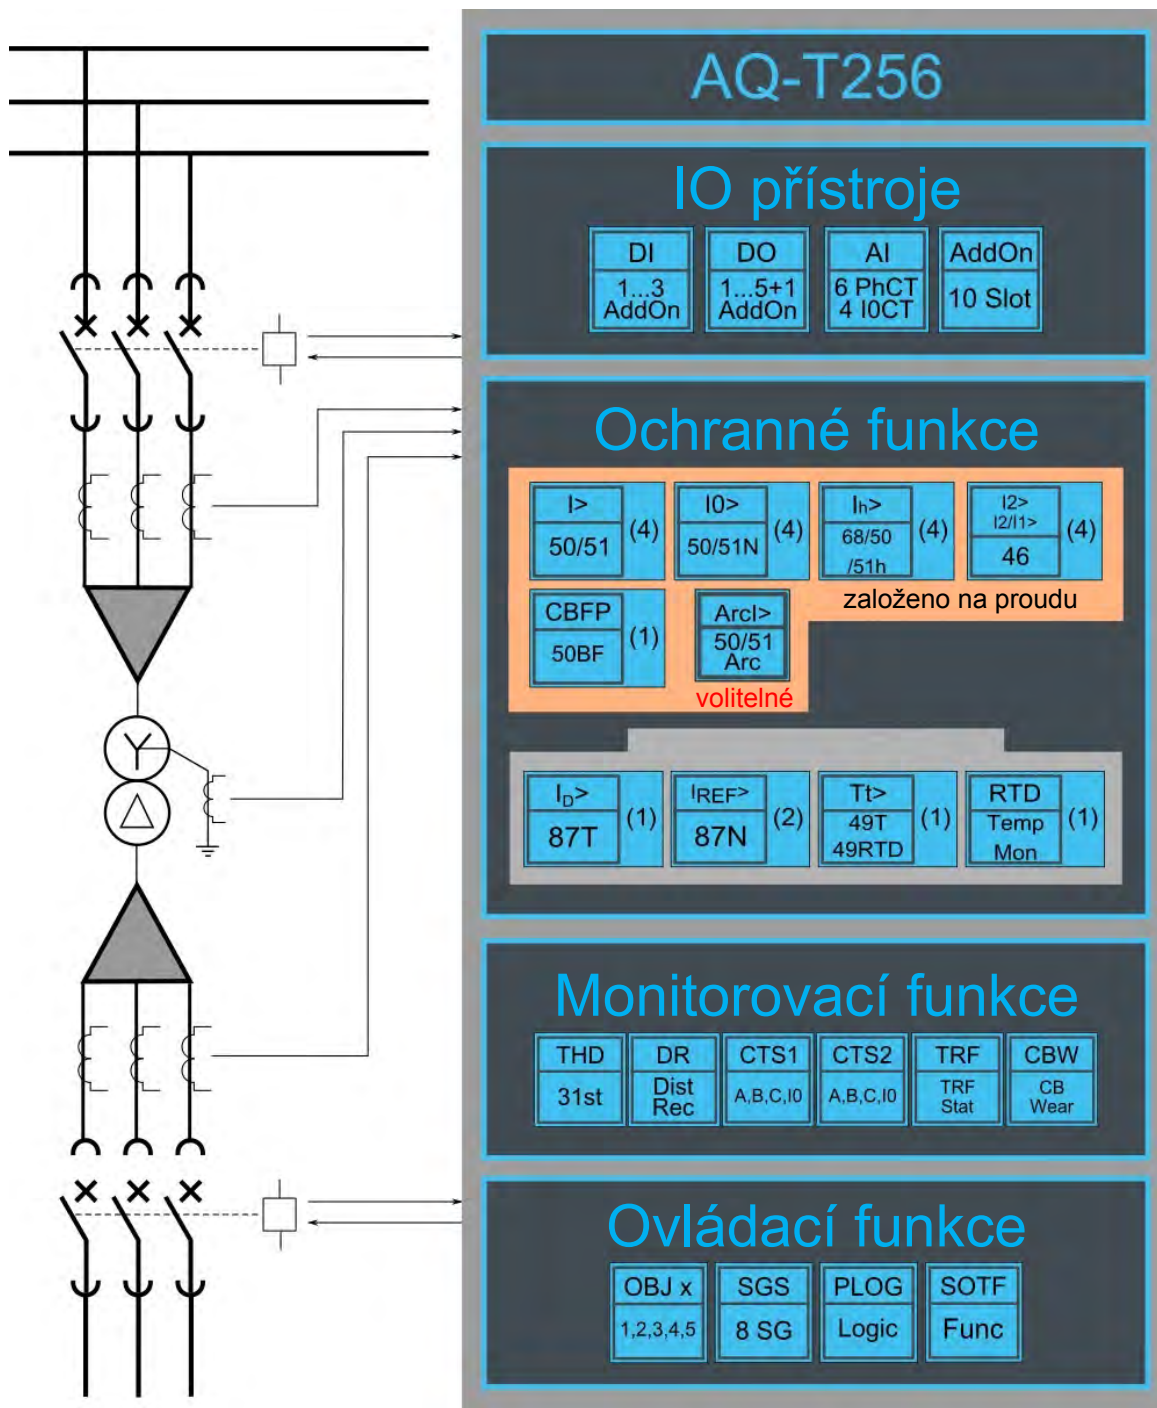 AQ-T256
IO přístroje
DI
1...3
AddOn
DO
1...5+1
AddOn
AI
6 PhCT
4 I0CT
AddOn
10 Slot
Ochranné funkce
I>
50/51
(4)
I0>
50/51N
(4)
Ih>
68/50
/51h
(4)
I2>
I2/I1>
46
(4)
založeno na proudu
CBFP
50BF
(1)
ArcI>
50/51
Arc
volitelné
ID>
87T
(1)
IREF>
87N
(2)
Tt>
49T
49RTD
(1)
RTD
Temp
Mon
(1)
Monitorovací funkce
THD
31st
DR
Dist
Rec
CTS1
A,B,C,I0
CTS2
A,B,C,I0
TRF
TRF
Stat
CBW
CB
Wear
Ovládací funkce
OBJ x
1,2,3,4,5
SGS
8 SG
PLOG
Logic
SOTF
Func